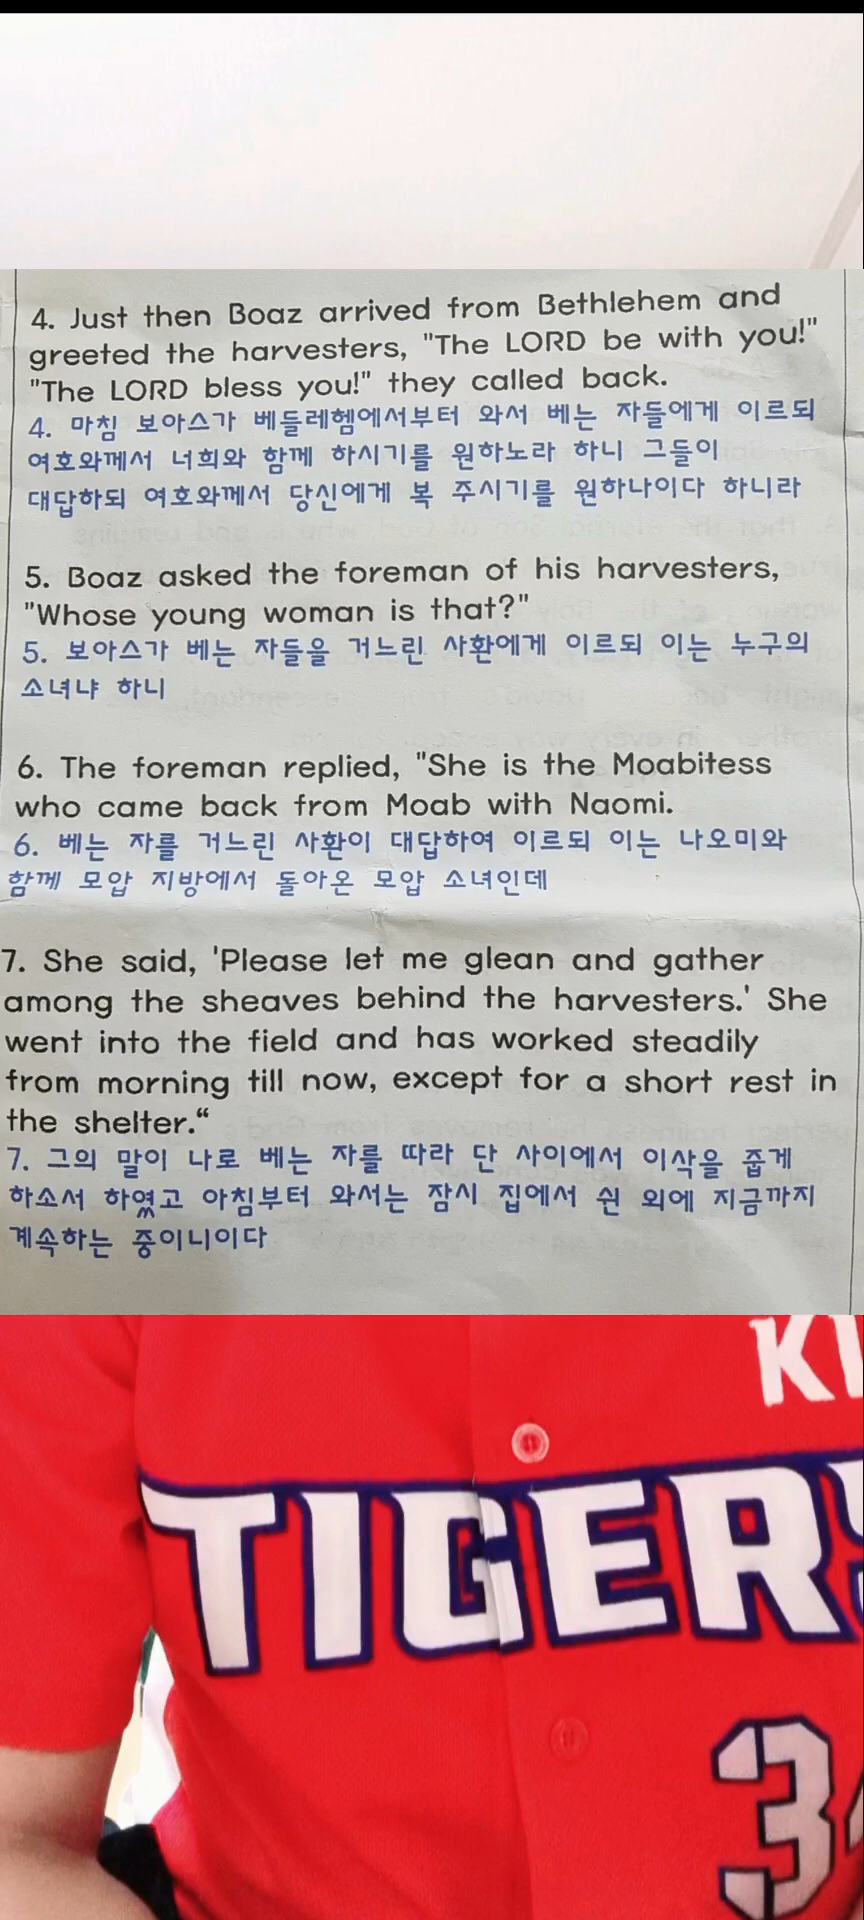 4. Just then Boaz arrived from Bethlehem and
greeted the harvesters, "The LORD be with you!"
"The LORD bless you!" they called back.
4. 마침 보아스가 베들레헴에서부터 와서 베는 자들에게 이르되
여호와께서 너희와 함께 하시기를 원하노라 하니 그들이
대답하되 여호와께서 당신에게 복 주시기를 원하나이다 하니라
5. Boaz asked the foreman of his harvesters,
"Whose young woman is that?"
5. 보아스가 베는 자들을 거느린 사환에게 이르되 이는 누구의
소녀냐 하니
6. The foreman replied, "She is the Moabitess
who came back from Moab with Naomi.
6. 베는 자를 거느린 사환이 대답하여 이르되 이는 나오미와
함께 모압 지방에서 돌아온 모압 소녀인데
7. She said, 'Please let me glean and gather
among the sheaves behind the harvesters.' She
went into the field and has worked steadily
from morning till now, except for a short rest in
the shelter.“
7. 그의 말이 나로 베는 자를 따라 단 사이에서 이삭을 줍게
하소서 하였고 아침부터 와서는 잠시 집에서 쉰 외에 지금까지
계속하는 중이니이다
TIGERS
34